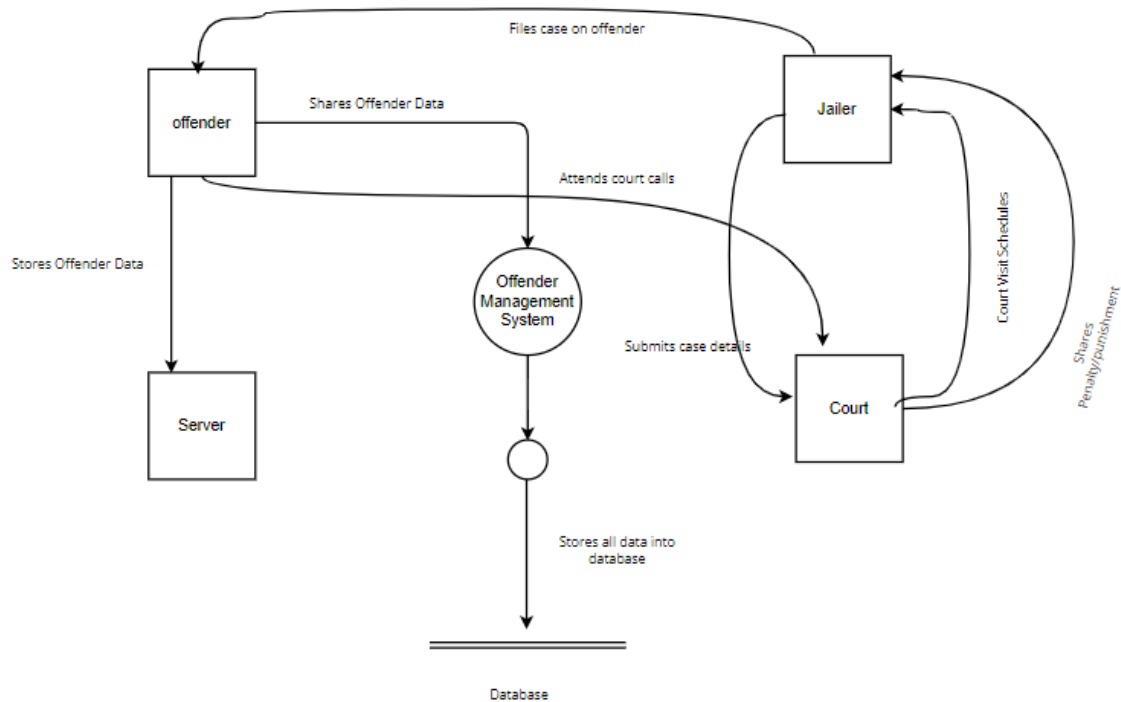 Files case on offender
offender
Shares Offender Data
Jailer
Attends court calls
Court Visit Schedules
Stores Offender Data
Offender
Management
System
Shares
Penalty/punishment
Submits case details
Server
Court
Stores all data into
database
Database